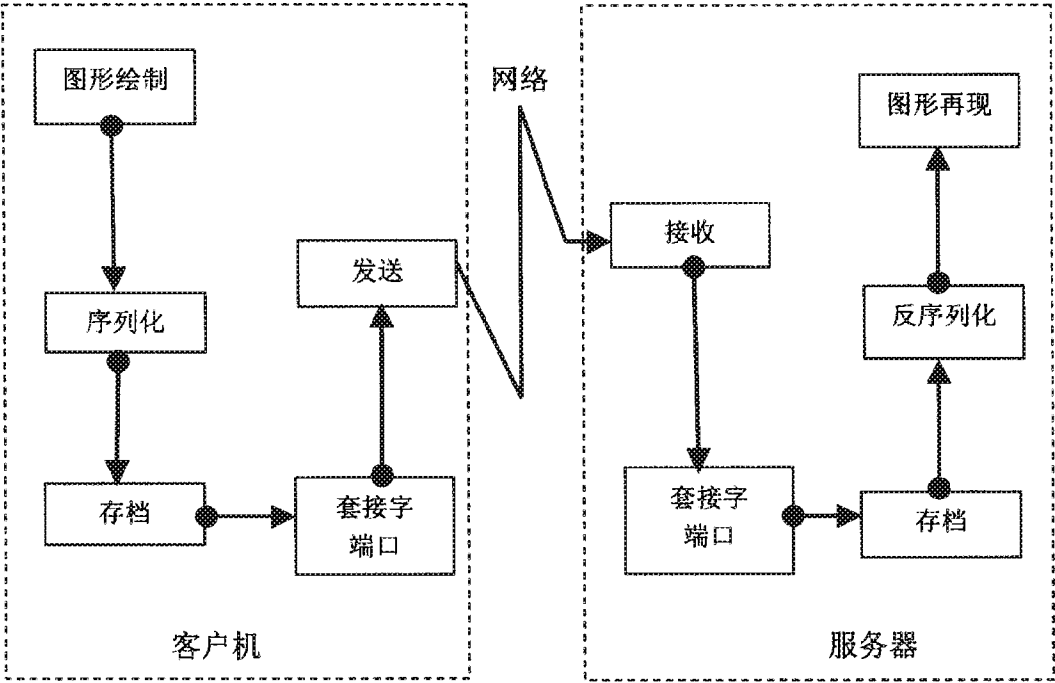 图形绘制
序列化
存档
套接字
端口
发送
客户机
网络
接收
套接字
端口
存档
反序列化
图形再现
服务器